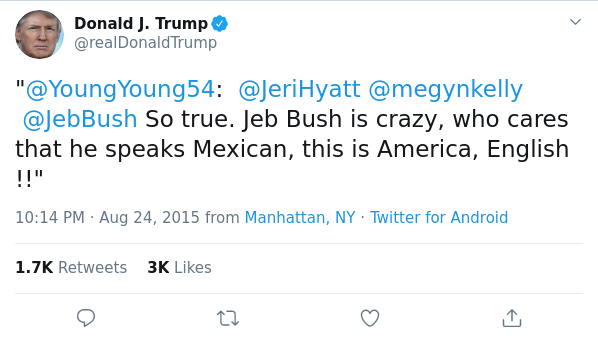 Donald J. Trump
@realDonaldTrump
"@YoungYoung54:  @JeriHyatt @megynkelly
@JebBush So true. Jeb Bush is crazy, who cares
that he speaks Mexican, this is America, English
!!"
10:14 PM · Aug 24, 2015 from Manhattan, NY · Twitter for Android
1.7K Retweets 3K Likes